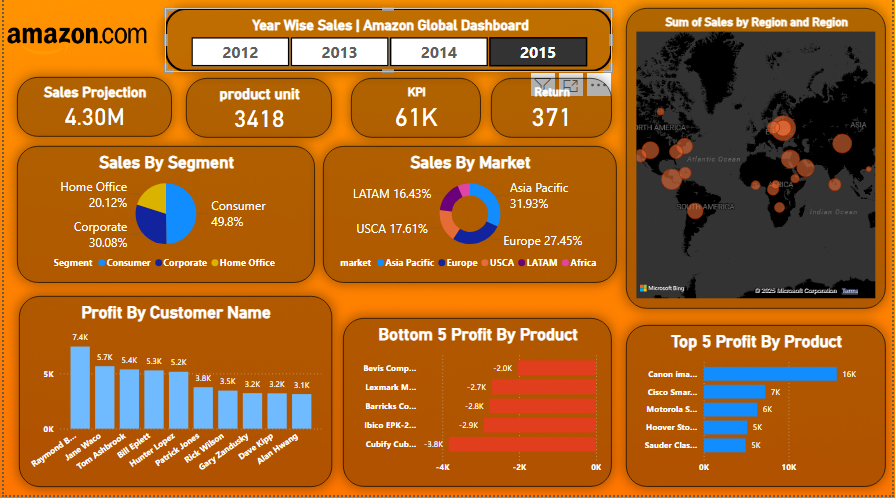 amazon.com
Year Wise Sales | Amazon Global Dashboard
2012
2013
2014
2015
Sales Projection
4.30M
product unit
3418
KPI
61K
Return
371
Sales By Segment
Home Office
20.12%
Corporate
30.08%
Consumer
49.8%
Segment Consumer Corporate Home Office
Sales By Market
LATAM 16.43%
USCA 17.61%
Asia Pacific
31.93%
Europe 27.45%
market Asia Pacific Europe USCA LATAM Africa
Sum of Sales by Region and Region
ORTH AMERICA
ASIA
Atlantic Ocean
SOUTH AMERICA
Indian Ocean
Microsoft Bing
© 2025 Microsoft Corporation Terms
Profit By Customer Name
7.4K
5.7K
5.4K
5.3K
5.2K
3.8K
3.5K
3.2K
3.2K
3.1K
5K
0K
Raymond B...
Jane Waco
Tom Ashbrook
Bill Eplett
Hunter Lopez
Patrick Jones
Rick Wilson
Gary Zandusky
Dave Kipp
Alan Hwang
Bottom 5 Profit By Product
Bevis Comp... -2.0K
Lexmark M... -2.7K
Barricks Co... -2.8K
Ibico EPK-2... -2.9K
Cubify Cub... -3.8K
-4K -2K 0K
Top 5 Profit By Product
Canon ima... 16K
Cisco Smar... 7K
Motorola S... 6K
Hoover Sto... 5K
Sauder Clas... 5K
0K 10K